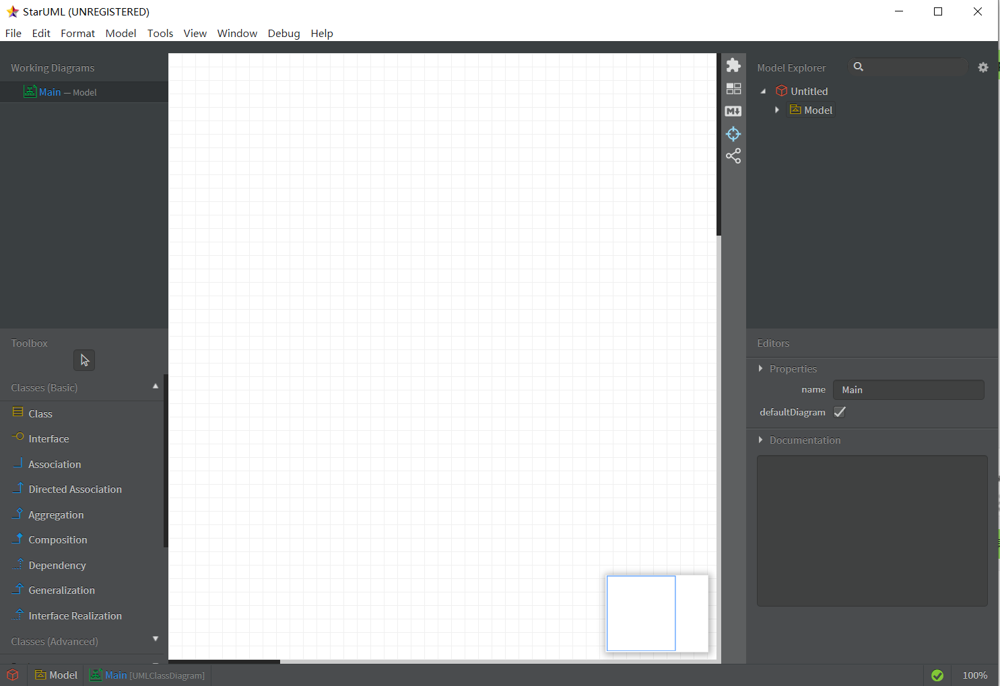 StarUML (UNREGISTERED)
File Edit Format Model Tools View Window Debug Help
Working Diagrams
Main — Model
Toolbox
Classes (Basic)
Class
Interface
Association
Directed Association
Aggregation
Composition
Dependency
Generalization
Interface Realization
Classes (Advanced)
M↓
Model Explorer
Untitled
Model
Editors
Properties
name Main
defaultDiagram
Documentation
Model Main [UMLClassDiagram] 100%